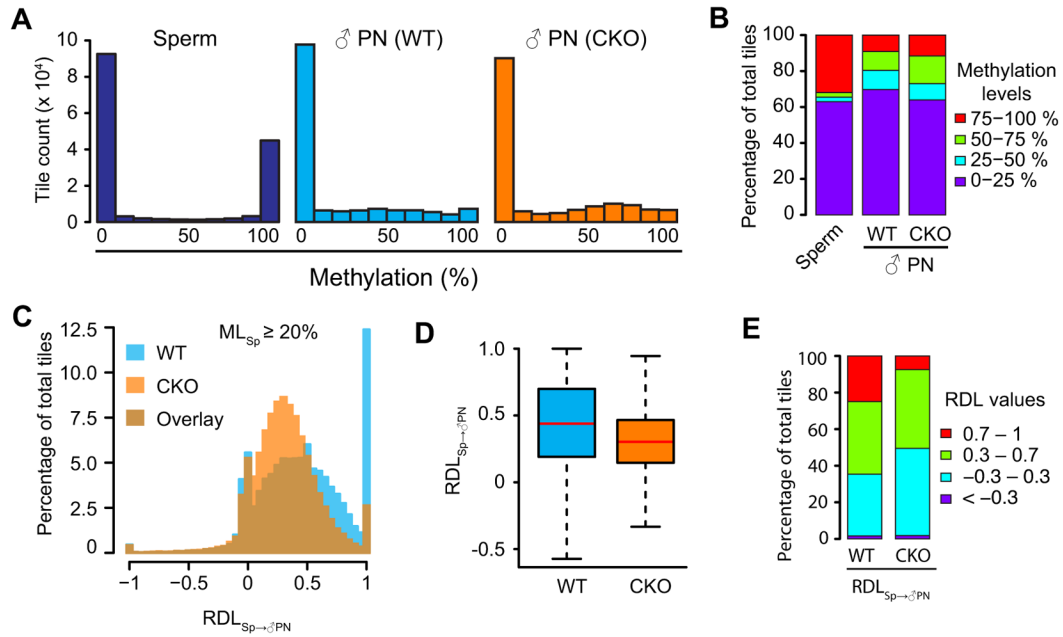 A
Sperm
♂ PN (WT)
♂ PN (CKO)
Tile count (x 10⁴)
10
8
6
4
2
0
0 50 100
0 50 100
0 50 100
Methylation (%)
B
Percentage of total tiles
100
80
60
40
20
0
Sperm
WT
CKO
♂ PN
Methylation
levels
75–100 %
50–75 %
25–50 %
0–25 %
C
Percentage of total tiles
12.5
10.0
7.5
5.0
2.5
0
ML_Sp ≥ 20%
WT
CKO
Overlay
−1 −0.5 0 0.5 1
RDL_Sp→♂PN
D
RDL_Sp→♂PN
1.0
0.5
0
-0.5
WT CKO
E
Percentage of total tiles
100
80
60
40
20
0
WT CKO
RDL_Sp→♂PN
RDL values
0.7 – 1
0.3 – 0.7
−0.3 – 0.3
< −0.3